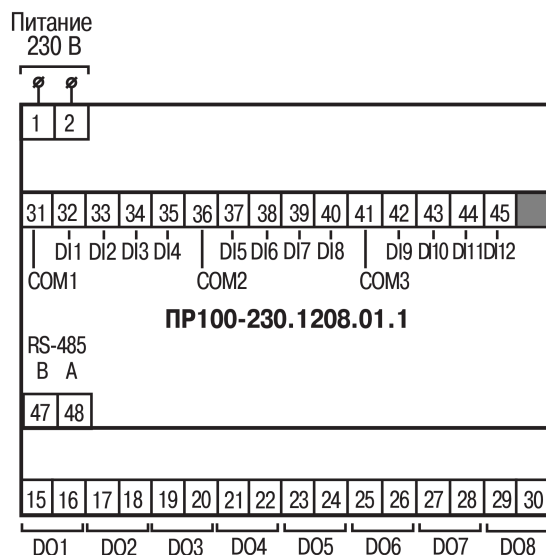 Питание
230 В
1 2
31 32 33 34 35 36 37 38 39 40 41 42 43 44 45
DI1 DI2 DI3 DI4 DI5 DI6 DI7 DI8 DI9 DI10 DI11 DI12
COM1 COM2 COM3
ПР100-230.1208.01.1
RS-485
B A
47 48
15 16 17 18 19 20 21 22 23 24 25 26 27 28 29 30
DO1 DO2 DO3 DO4 DO5 DO6 DO7 DO8